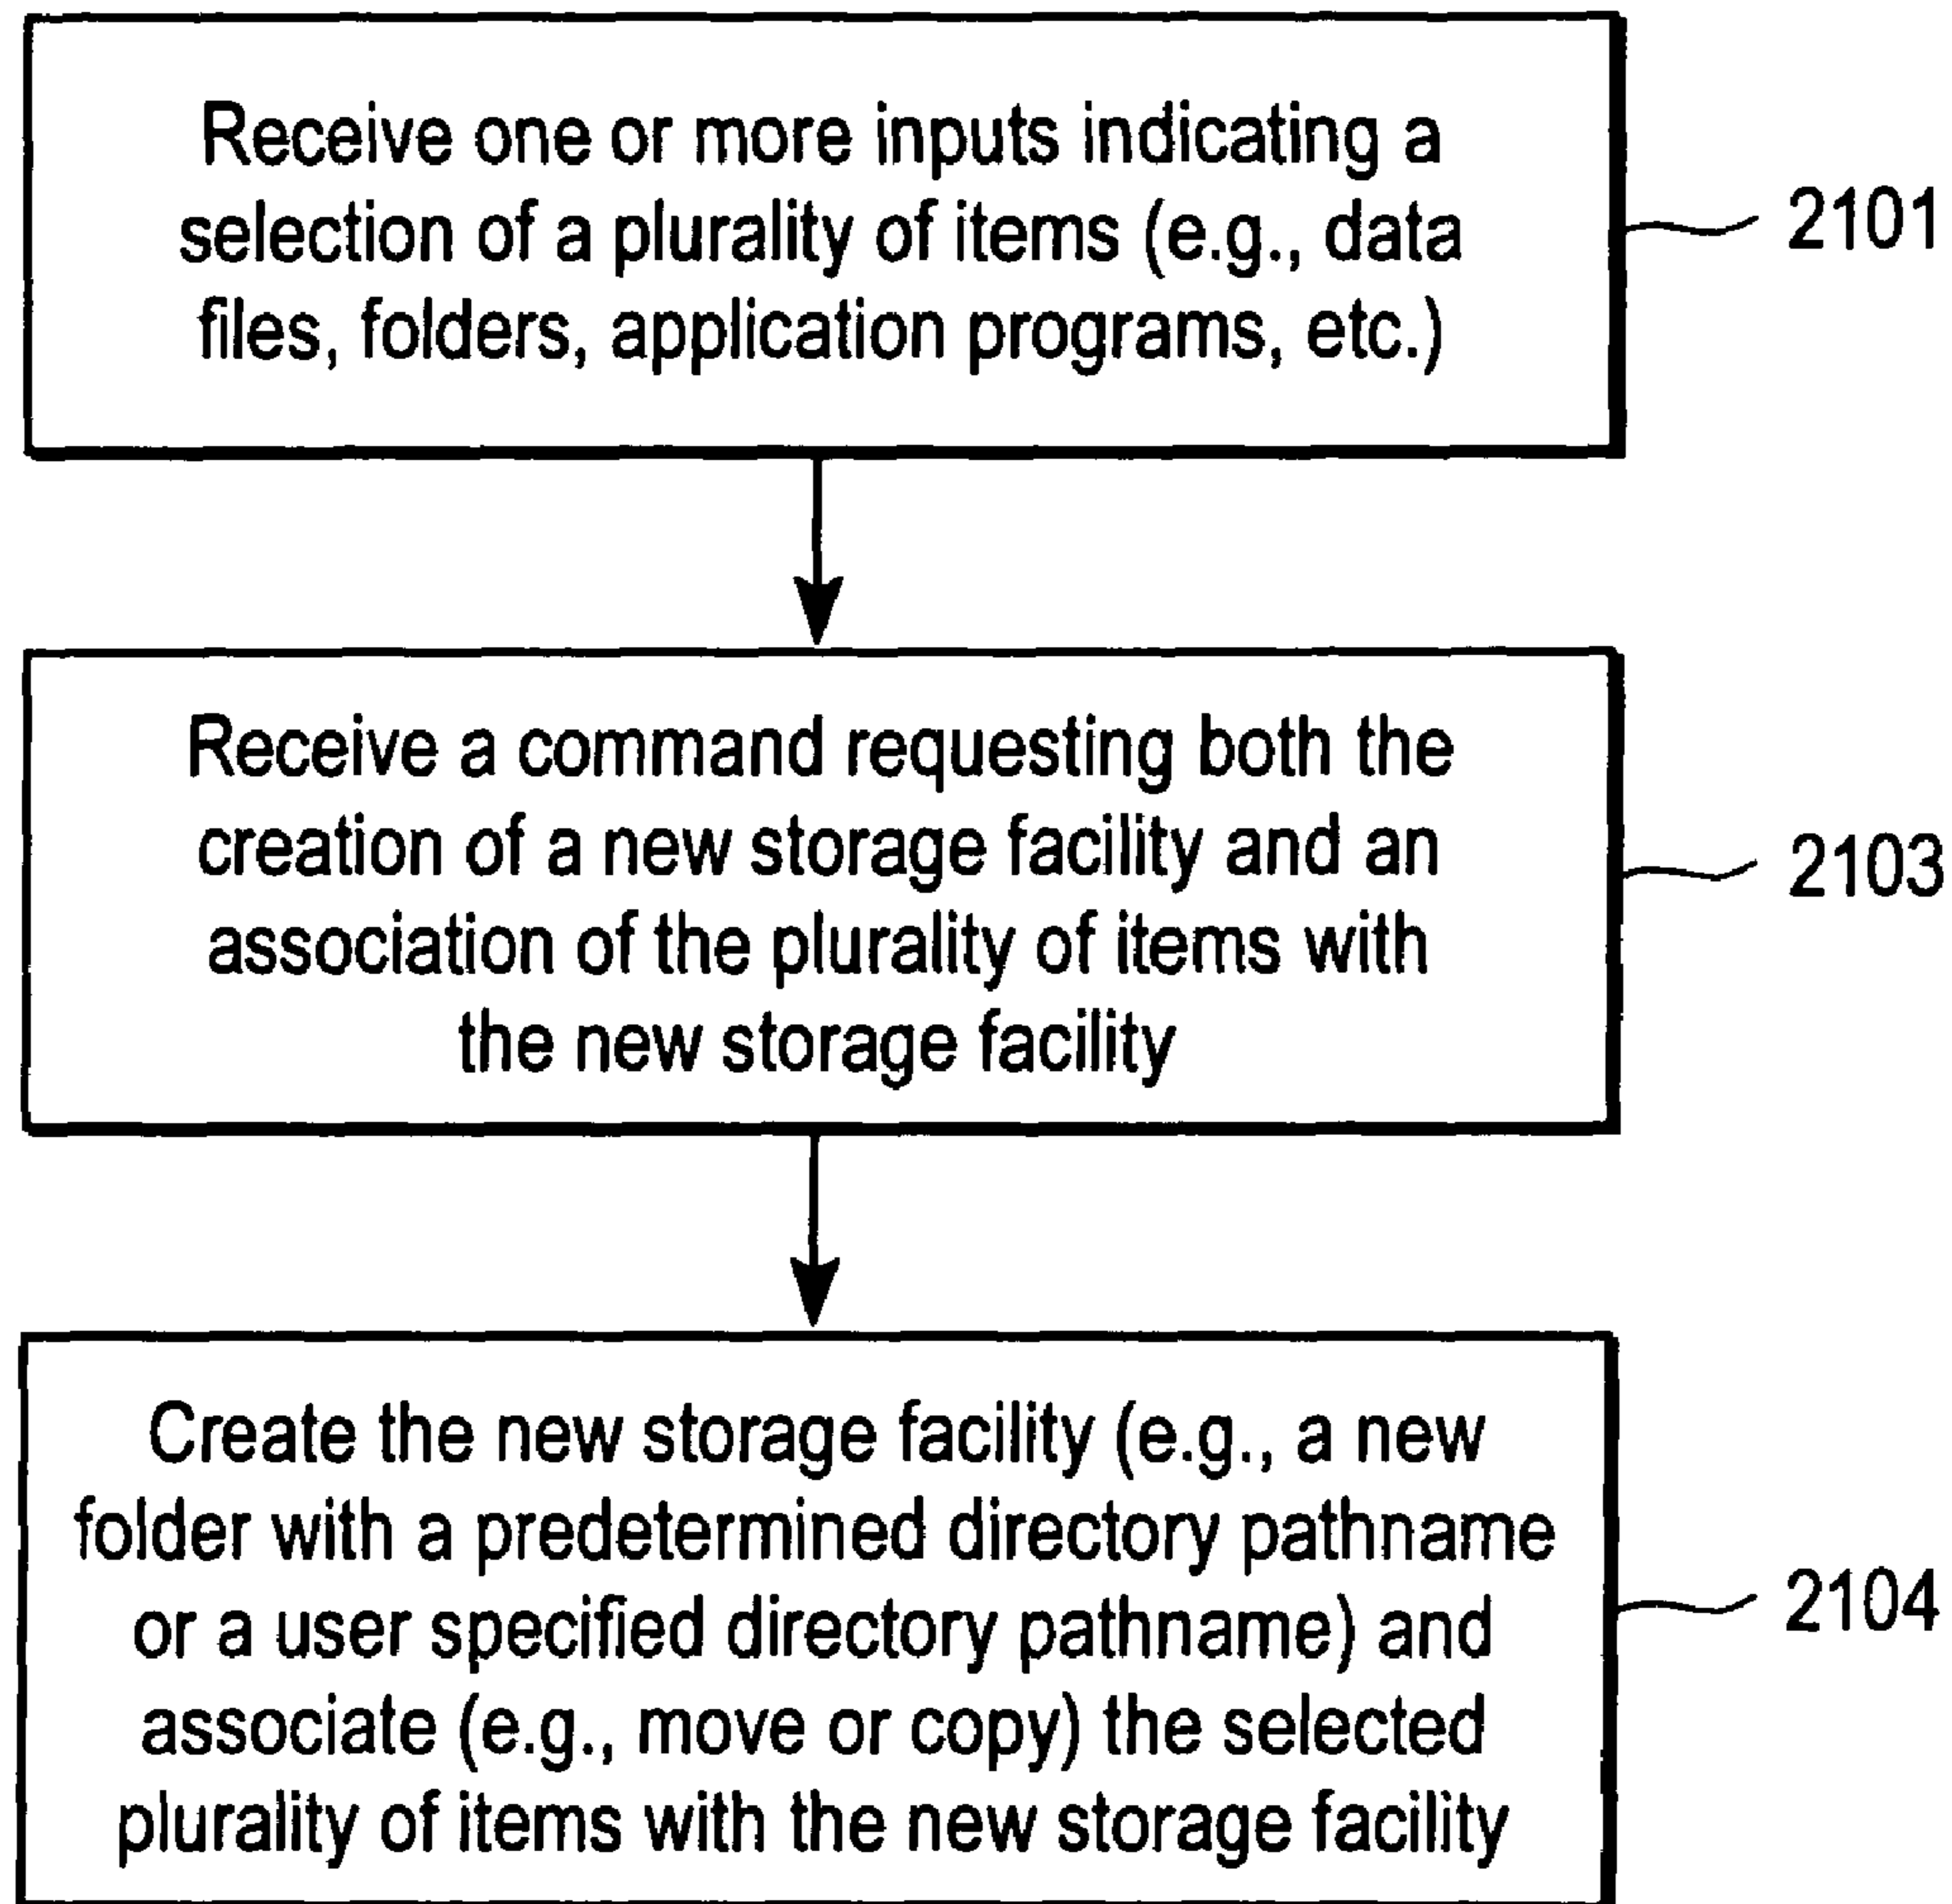 Receive one or more inputs indicating a
selection of a plurality of items (e.g., data
files, folders, application programs, etc.)
2101
Receive a command requesting both the
creation of a new storage facility and an
association of the plurality of items with
the new storage facility
2103
Create the new storage facility (e.g., a new
folder with a predetermined directory pathname
or a user specified directory pathname) and
associate (e.g., move or copy) the selected
plurality of items with the new storage facility
2104